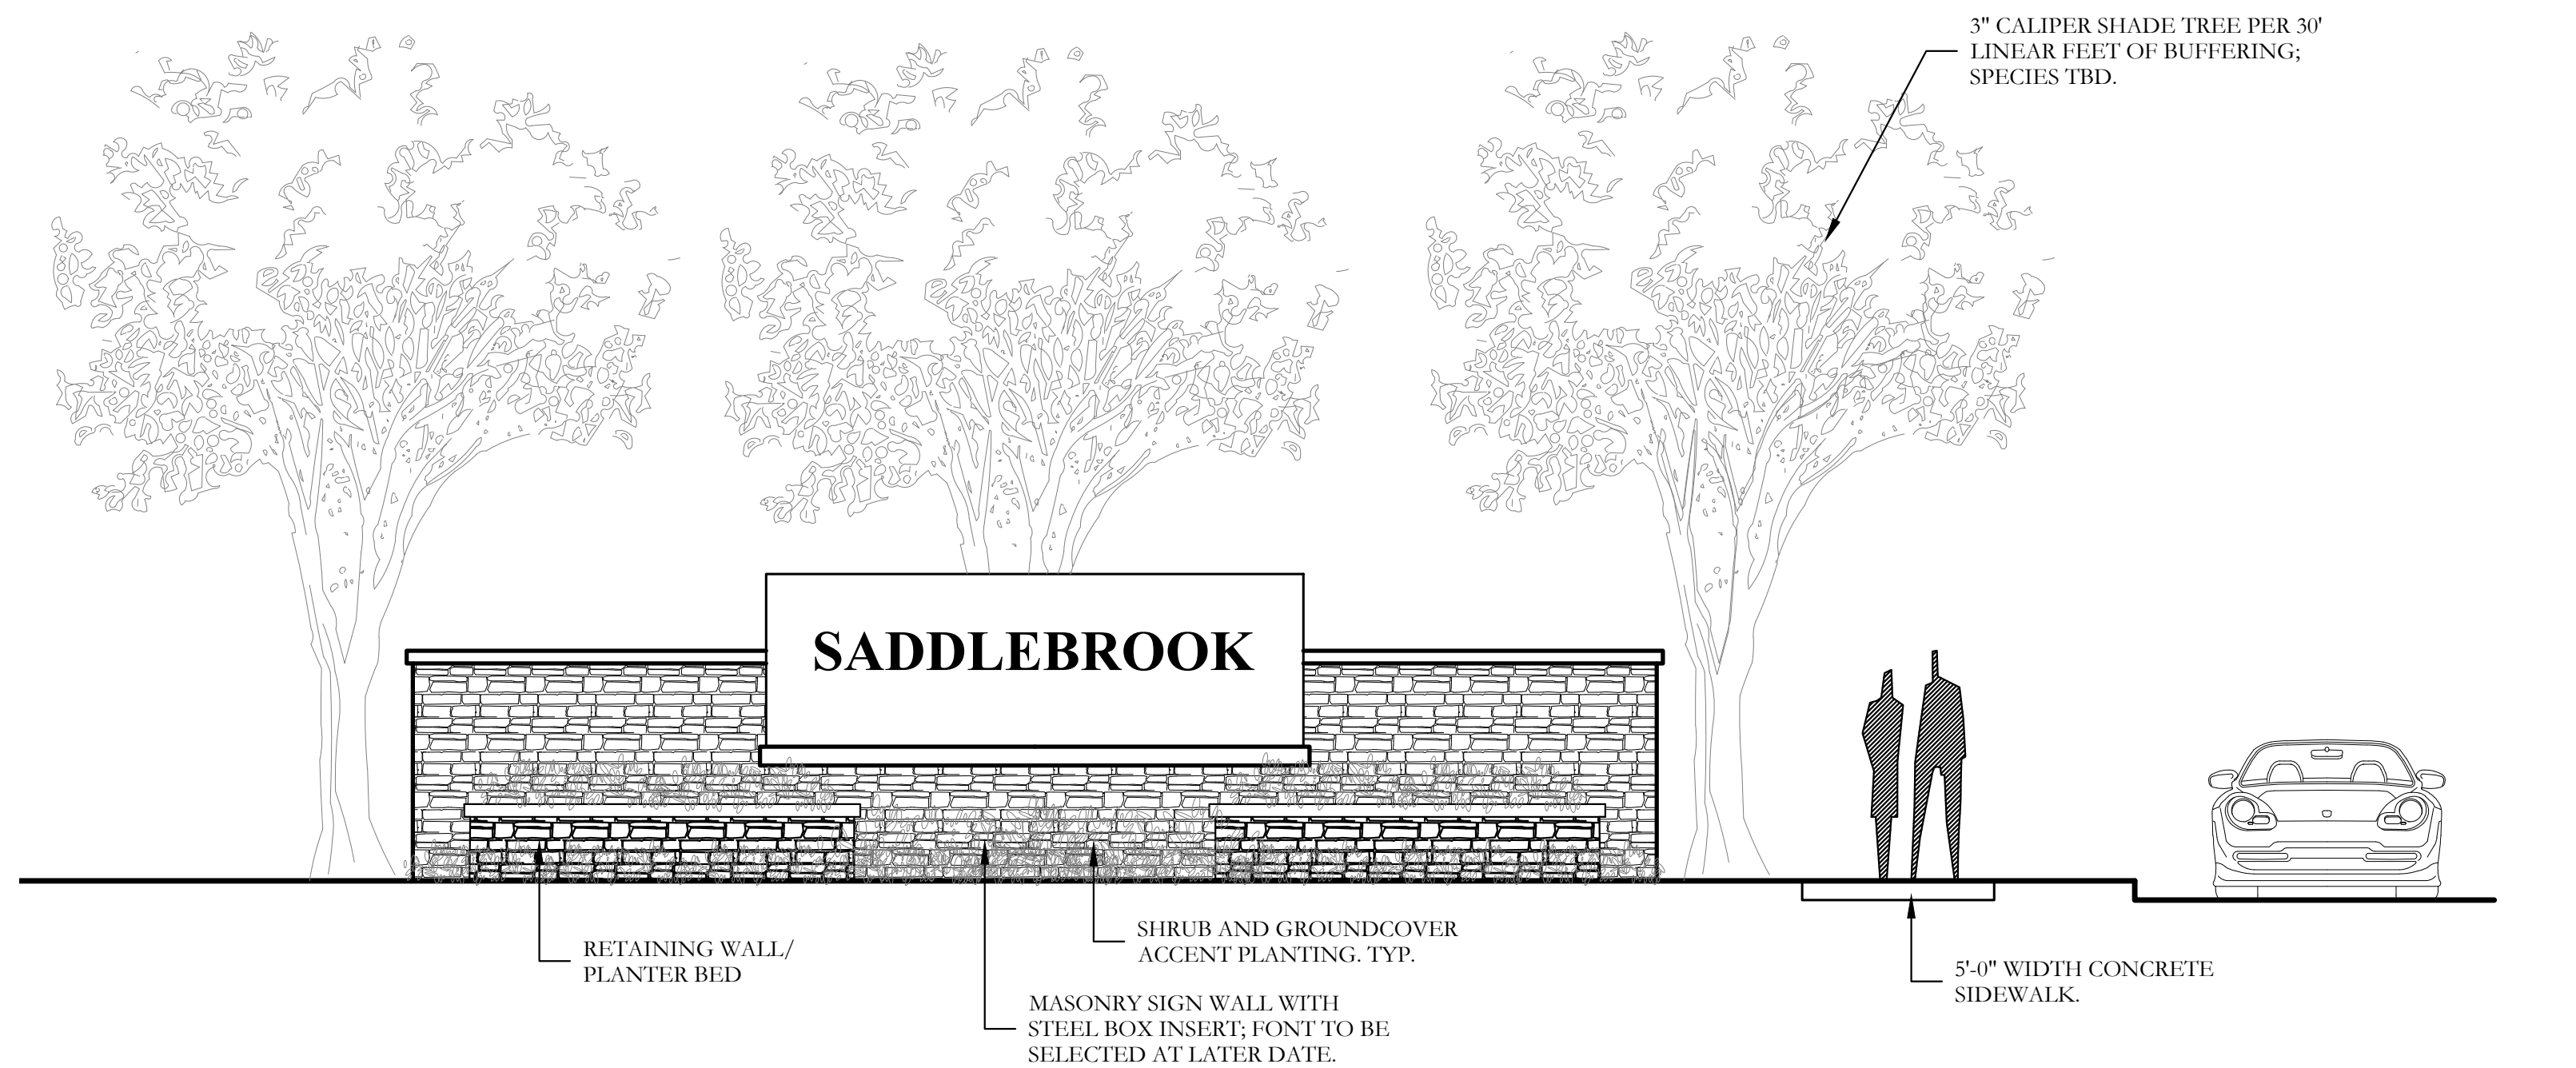 3" CALIPER SHADE TREE PER 30'
LINEAR FEET OF BUFFERING;
SPECIES TBD.
SADDLEBROOK
RETAINING WALL/
PLANTER BED
SHRUB AND GROUNDCOVER
ACCENT PLANTING. TYP.
MASONRY SIGN WALL WITH
STEEL BOX INSERT; FONT TO BE
SELECTED AT LATER DATE.
5'-0" WIDTH CONCRETE
SIDEWALK.